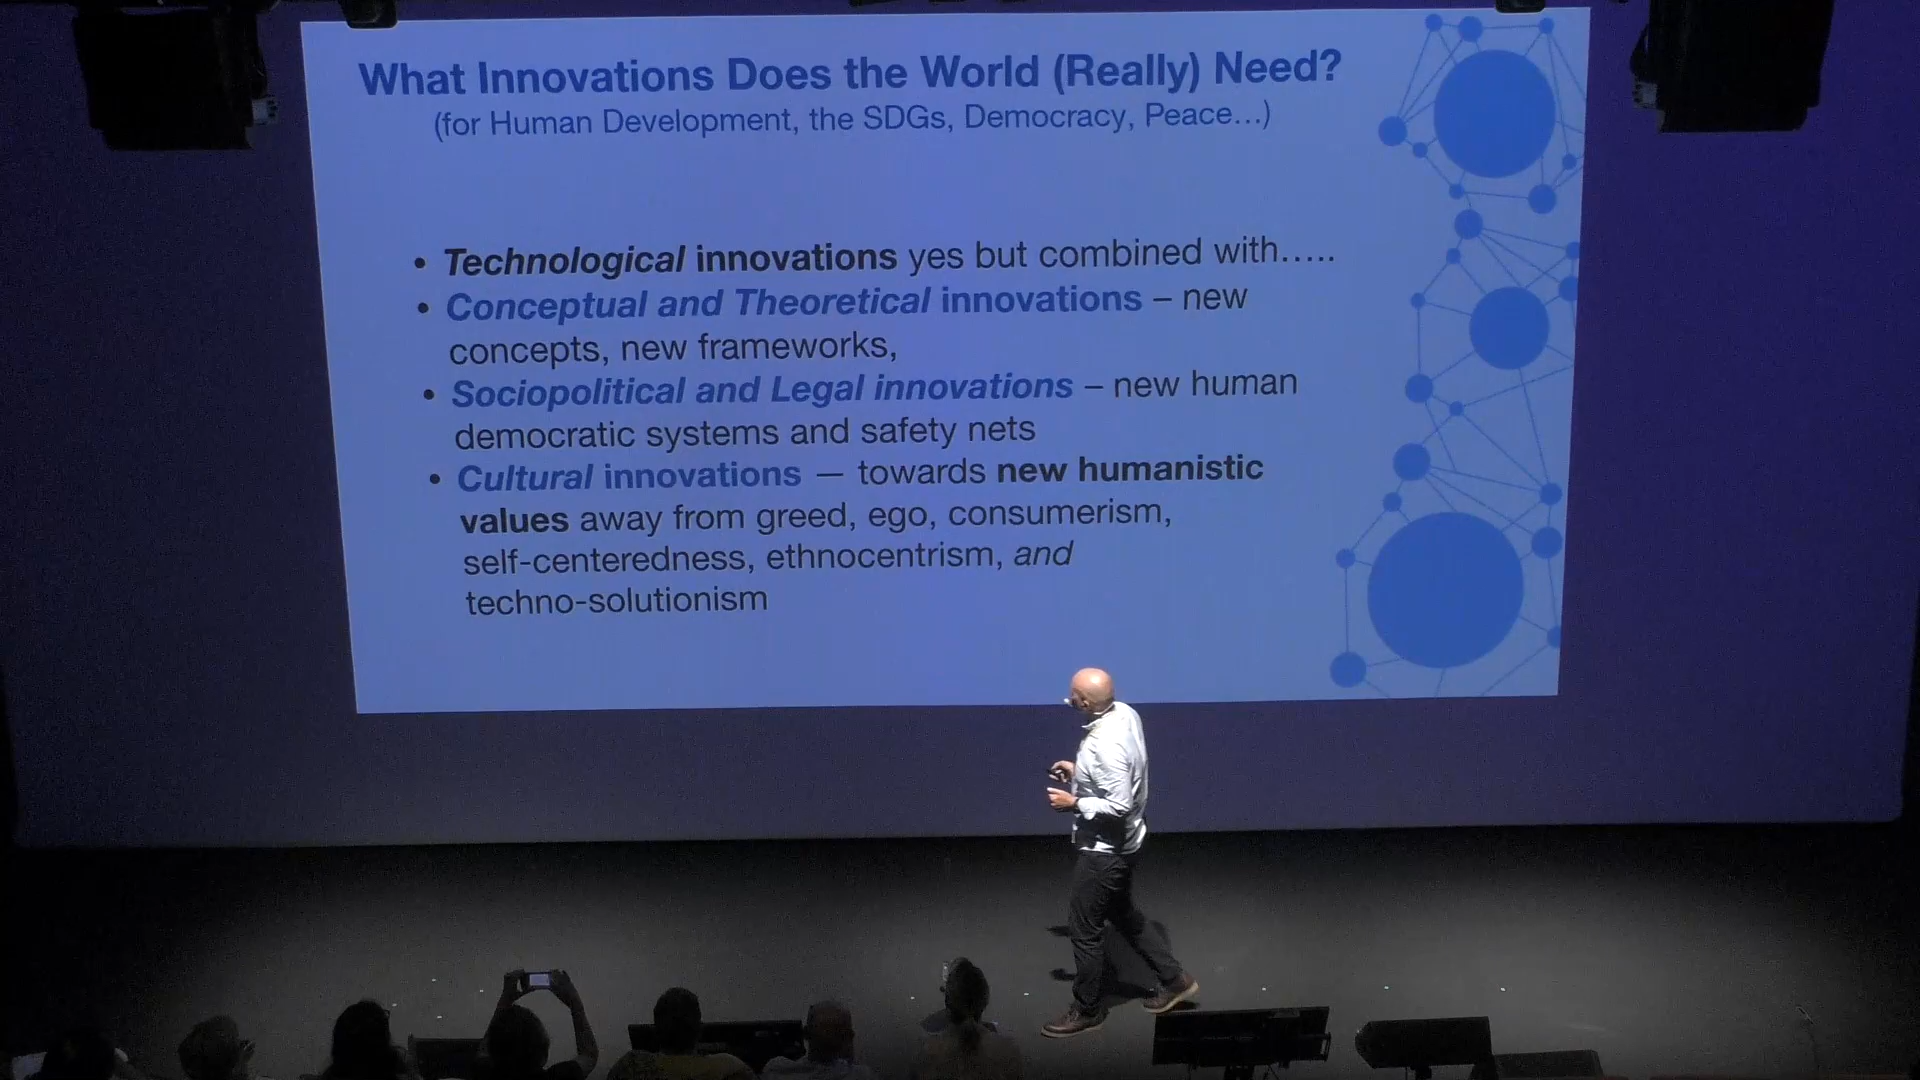 What Innovations Does the World (Really) Need?
(for Human Development, the SDGs, Democracy, Peace…)
• Technological innovations yes but combined with…..
• Conceptual and Theoretical innovations – new
concepts, new frameworks,
• Sociopolitical and Legal innovations – new human
democratic systems and safety nets
• Cultural innovations — towards new humanistic
values away from greed, ego, consumerism,
self-centeredness, ethnocentrism, and
techno-solutionism